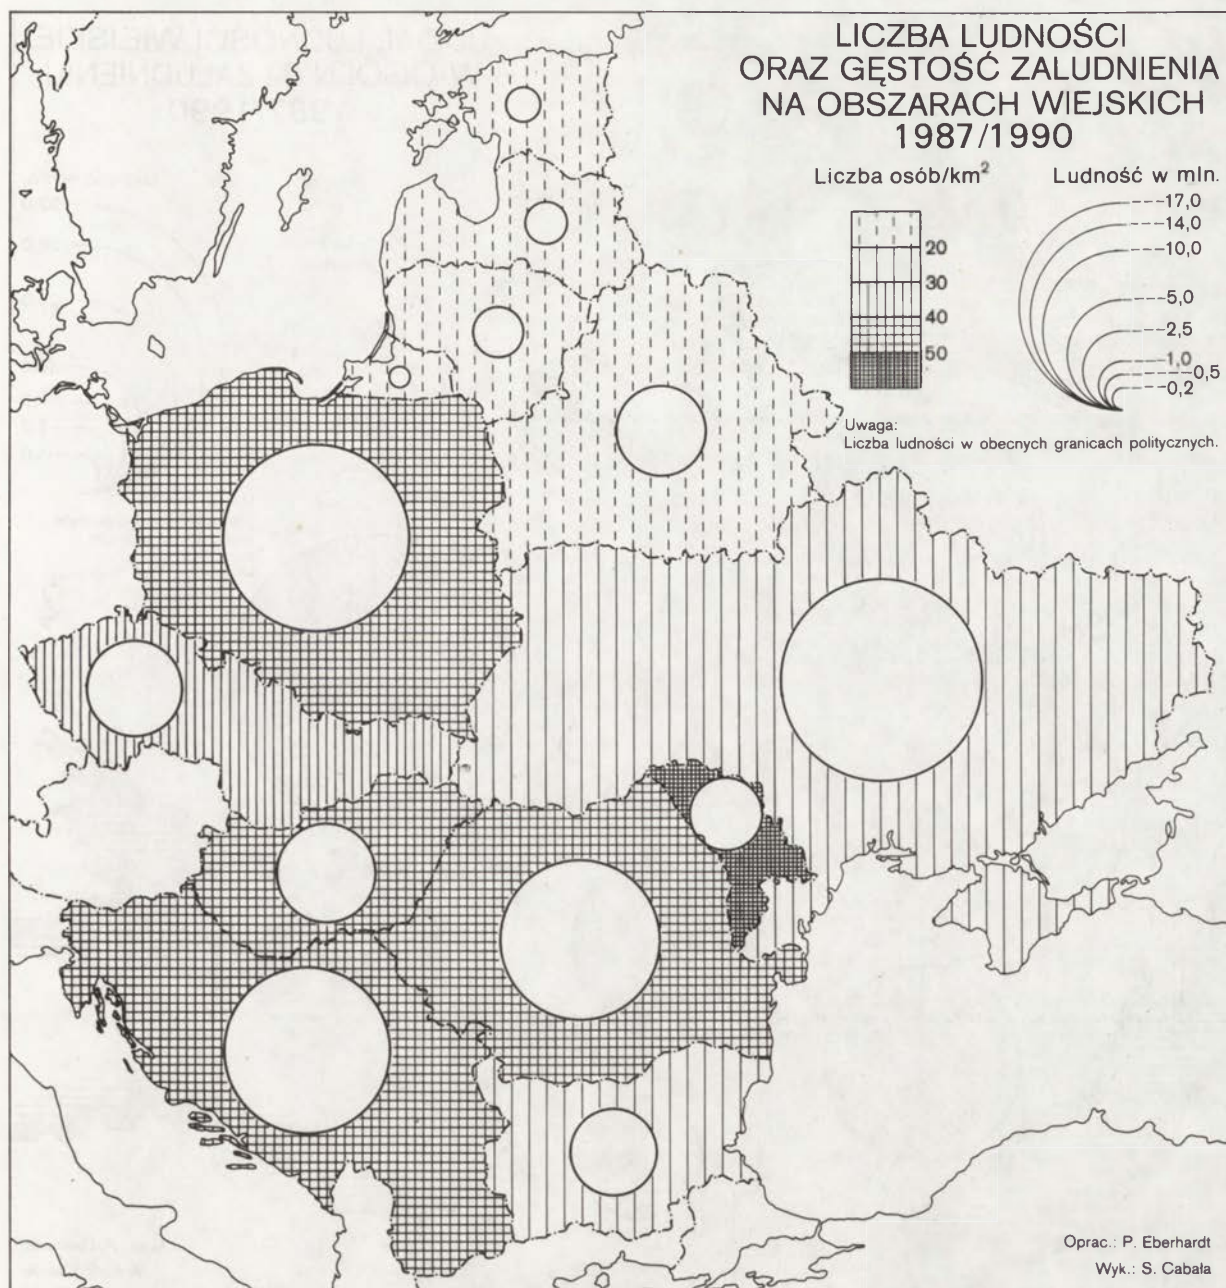 LICZBA LUDNOŚCI
ORAZ GĘSTOŚĆ ZALUDNIENIA
NA OBSZARACH WIEJSKICH
1987/1990
Liczba osób/km²
20
30
40
50
Ludność w mln.
17,0
14,0
10,0
5,0
2,5
1,0
0,5
0,2
Uwaga:
Liczba ludności w obecnych granicach politycznych.
Oprac.: P. Eberhardt
Wyk.: S. Cabała